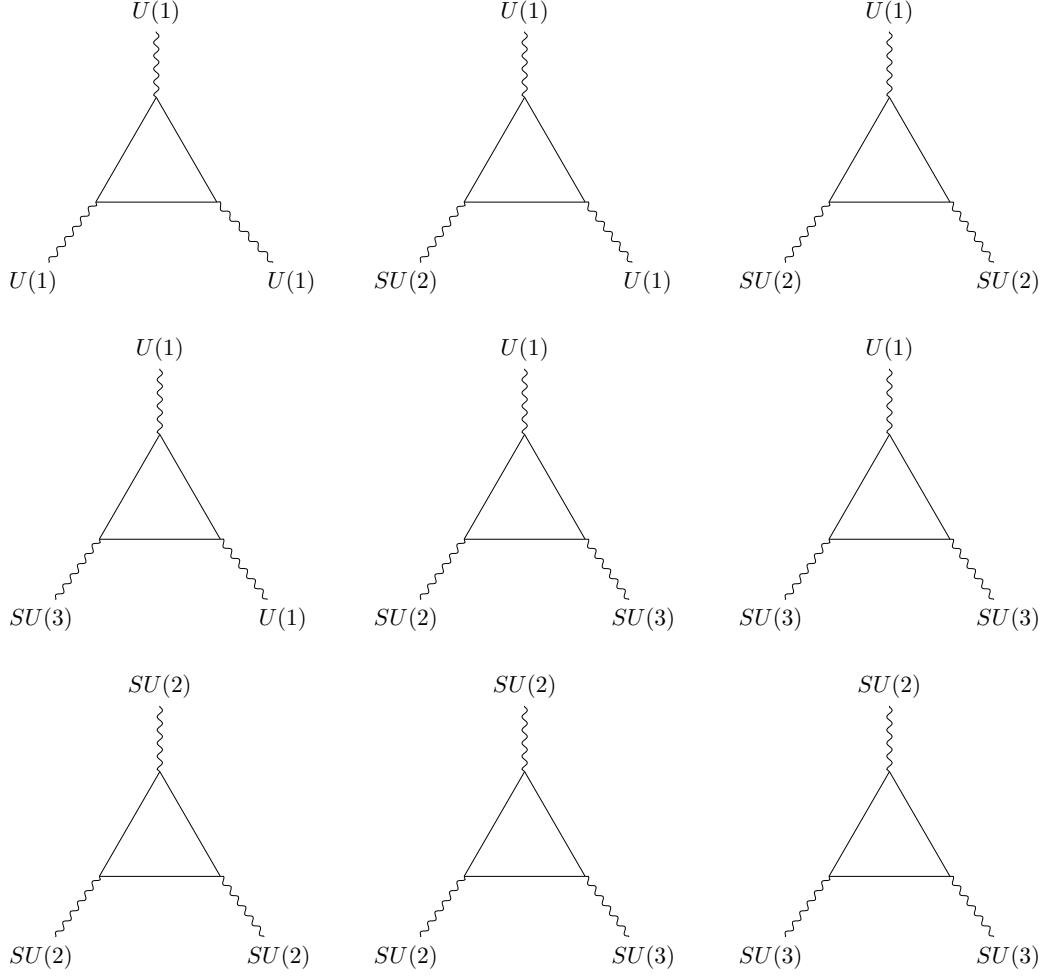 U(1) U(1) U(1)
U(1) U(1) SU(2) U(1) SU(2) SU(2)
U(1) U(1) U(1)
SU(3) U(1) SU(2) SU(3) SU(3) SU(3)
SU(2) SU(2) SU(2)
SU(2) SU(2) SU(2) SU(3) SU(3) SU(3)